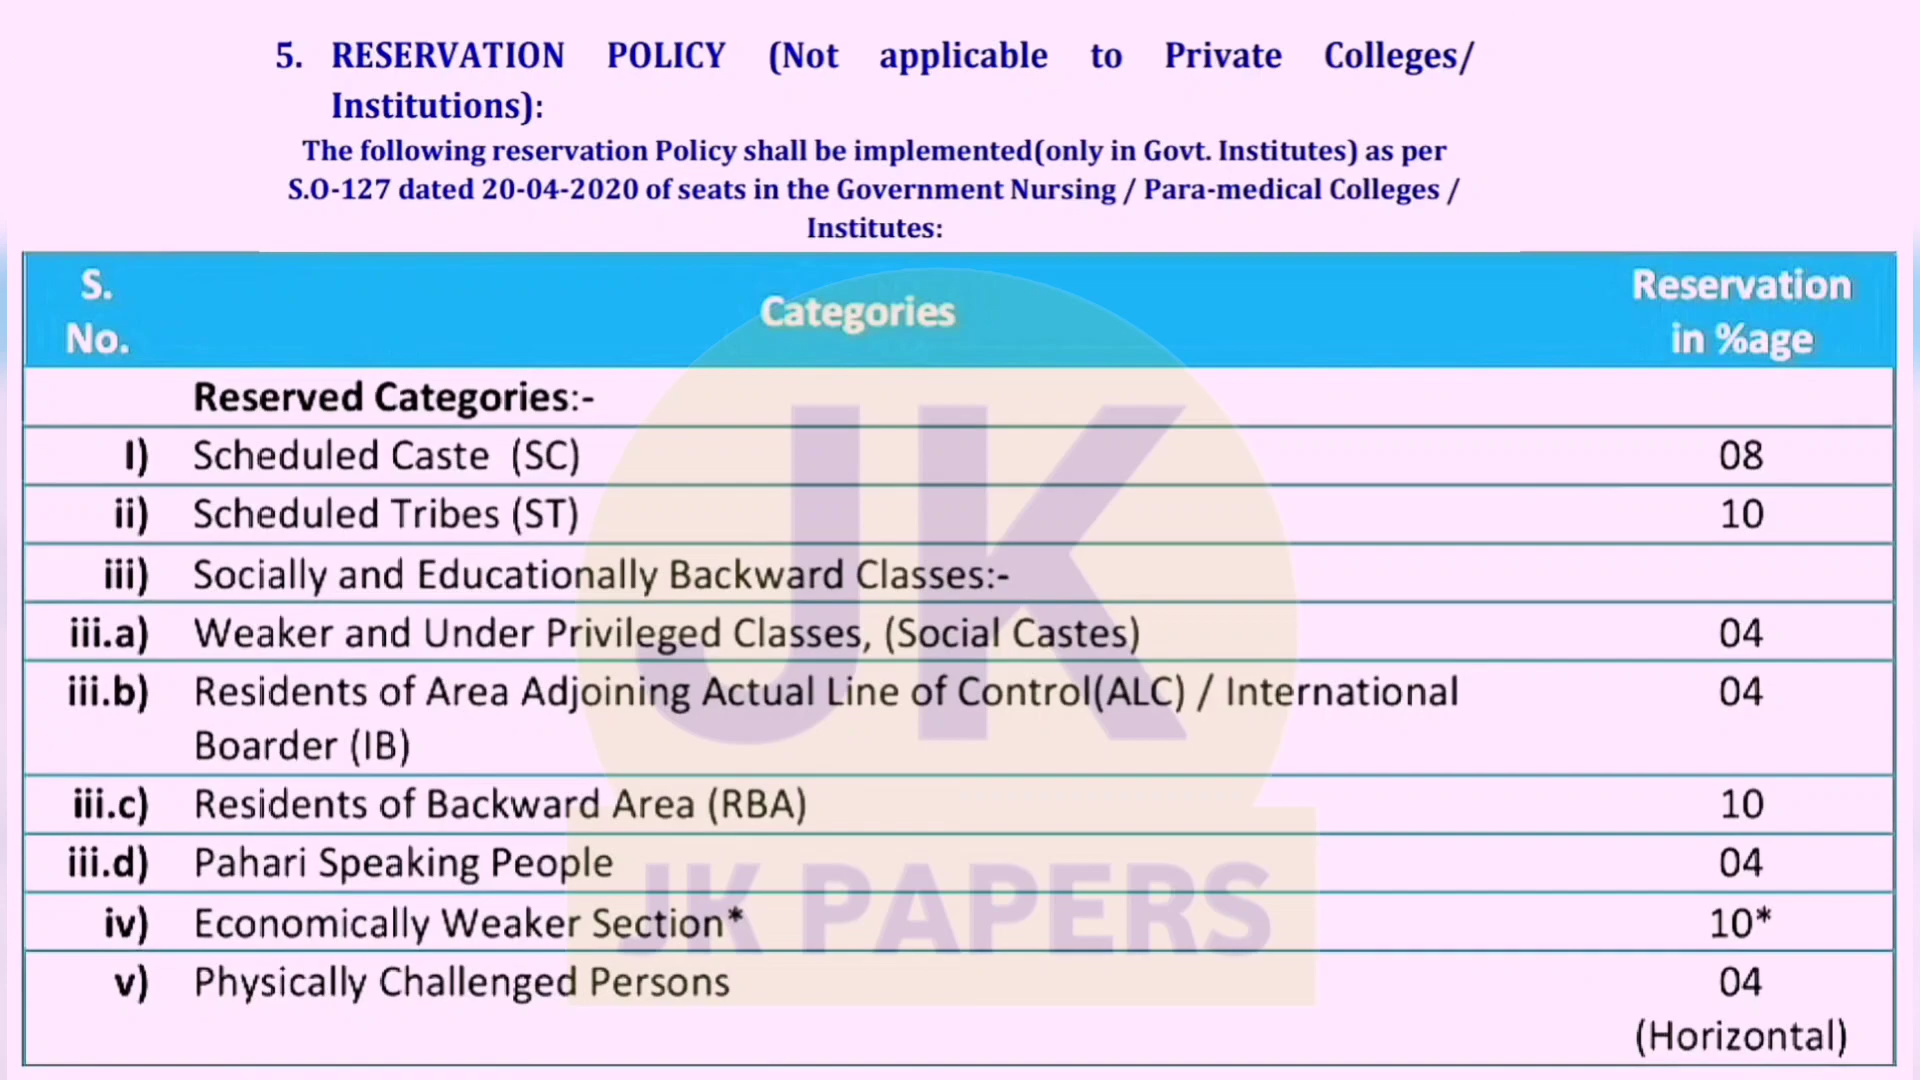 5. RESERVATION POLICY (Not applicable to Private Colleges/
Institutions):
The following reservation Policy shall be implemented(only in Govt. Institutes) as per
S.O-127 dated 20-04-2020 of seats in the Government Nursing / Para-medical Colleges /
Institutes:
S. No. Categories Reservation in %age
Reserved Categories:-
I) Scheduled Caste (SC) 08
ii) Scheduled Tribes (ST) 10
iii) Socially and Educationally Backward Classes:-
iii.a) Weaker and Under Privileged Classes, (Social Castes) 04
iii.b) Residents of Area Adjoining Actual Line of Control(ALC) / International 04
Boarder (IB)
iii.c) Residents of Backward Area (RBA) 10
iii.d) Pahari Speaking People 04
iv) Economically Weaker Section* 10*
v) Physically Challenged Persons 04
(Horizontal)
JK
JK PAPERS